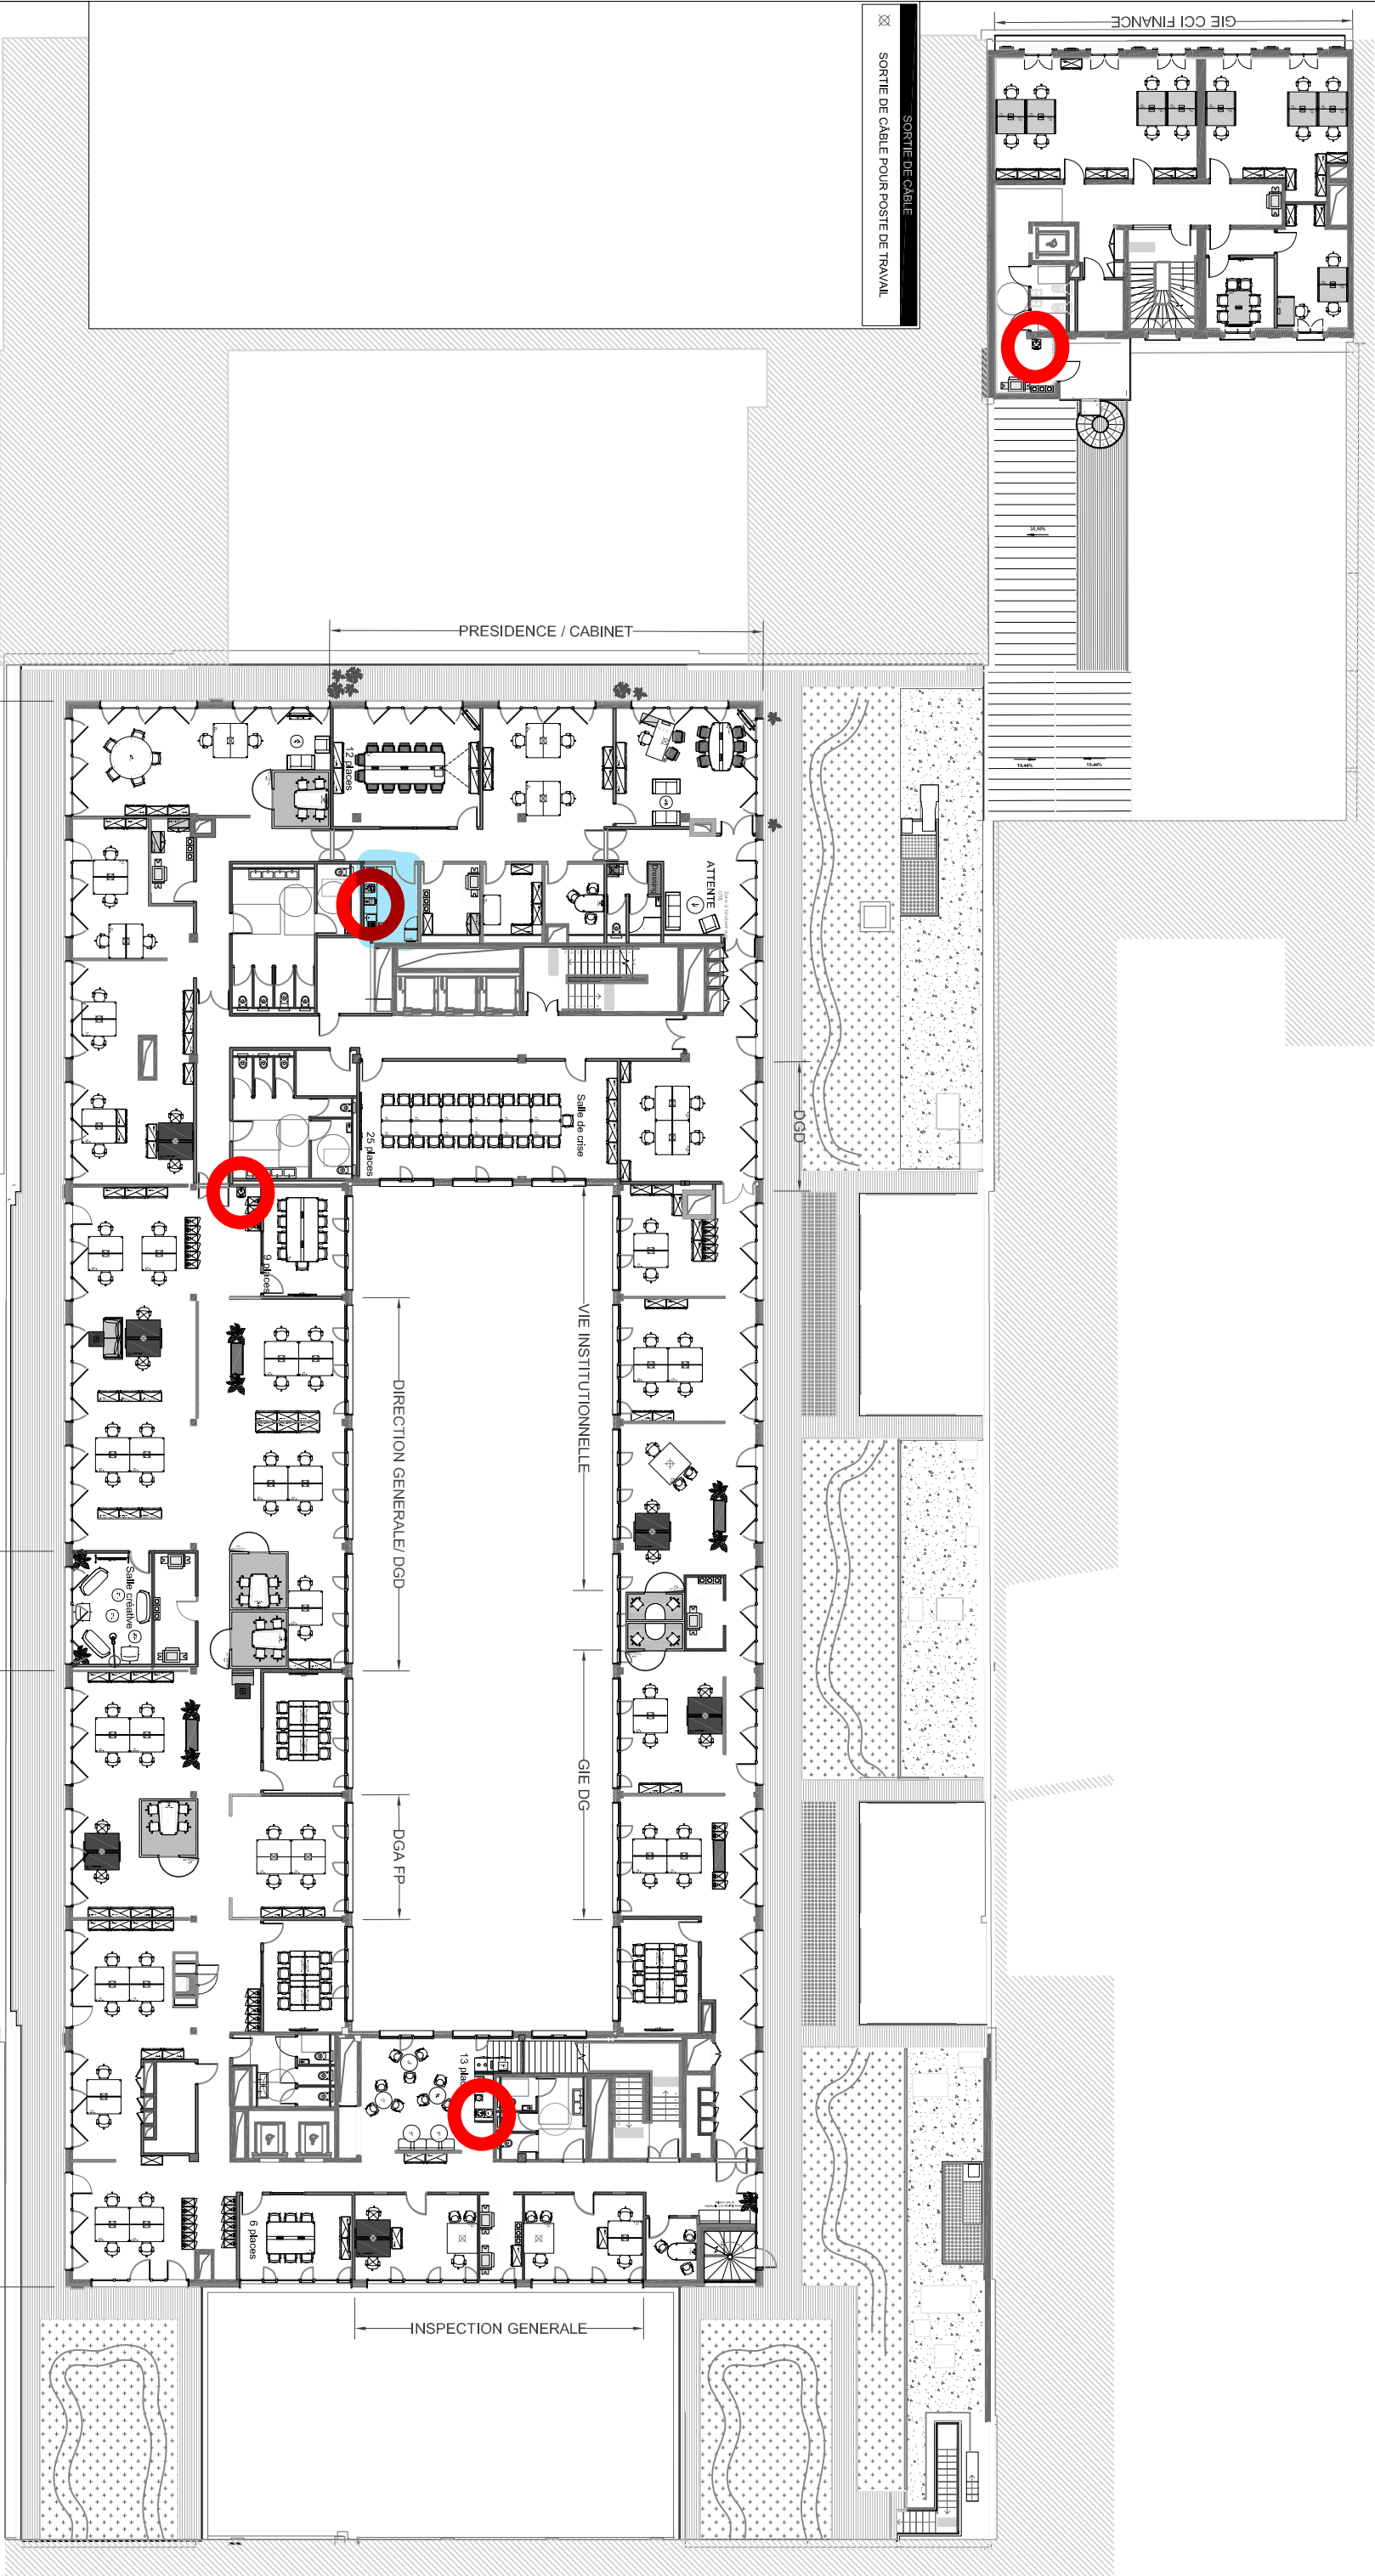 GIE CCI FINANCE
SORTIE DE CÂBLE
SORTIE DE CÂBLE POUR POSTE DE TRAVAIL
PRESIDENCE / CABINET
12 places
Dressing
ATTENTE
DGD
Salle de crise
25 places
9 places
VIE INSTITUTIONNELLE
DIRECTION GENERALE/ DGD
Salle créative
GIE DG
DGA FP
6 places
INSPECTION GENERALE